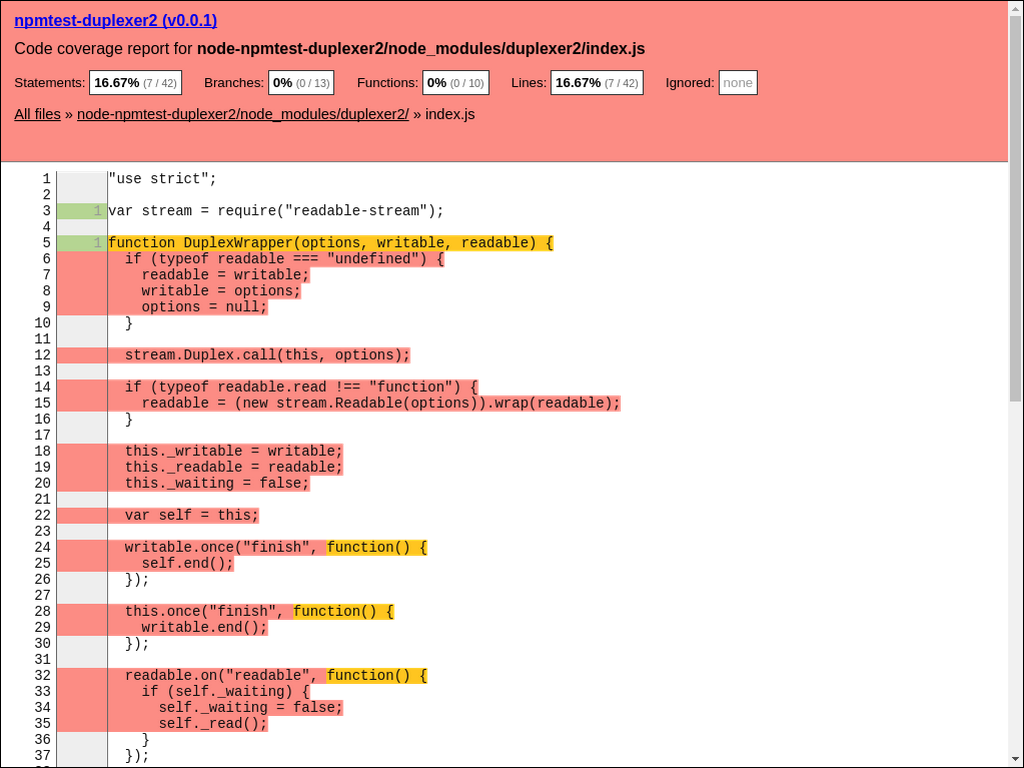 npmtest-duplexer2 (v0.0.1)
Code coverage report for node-npmtest-duplexer2/node_modules/duplexer2/index.js
Statements: 16.67% (7 / 42) Branches: 0% (0 / 13) Functions: 0% (0 / 10) Lines: 16.67% (7 / 42) Ignored: none
All files » node-npmtest-duplexer2/node_modules/duplexer2/ » index.js
1 "use strict";
2
3 1 var stream = require("readable-stream");
4
5 1 function DuplexWrapper(options, writable, readable) {
6 if (typeof readable === "undefined") {
7 readable = writable;
8 writable = options;
9 options = null;
10 }
11
12 stream.Duplex.call(this, options);
13
14 if (typeof readable.read !== "function") {
15 readable = (new stream.Readable(options)).wrap(readable);
16 }
17
18 this._writable = writable;
19 this._readable = readable;
20 this._waiting = false;
21
22 var self = this;
23
24 writable.once("finish", function() {
25 self.end();
26 });
27
28 this.once("finish", function() {
29 writable.end();
30 });
31
32 readable.on("readable", function() {
33 if (self._waiting) {
34 self._waiting = false;
35 self._read();
36 }
37 });